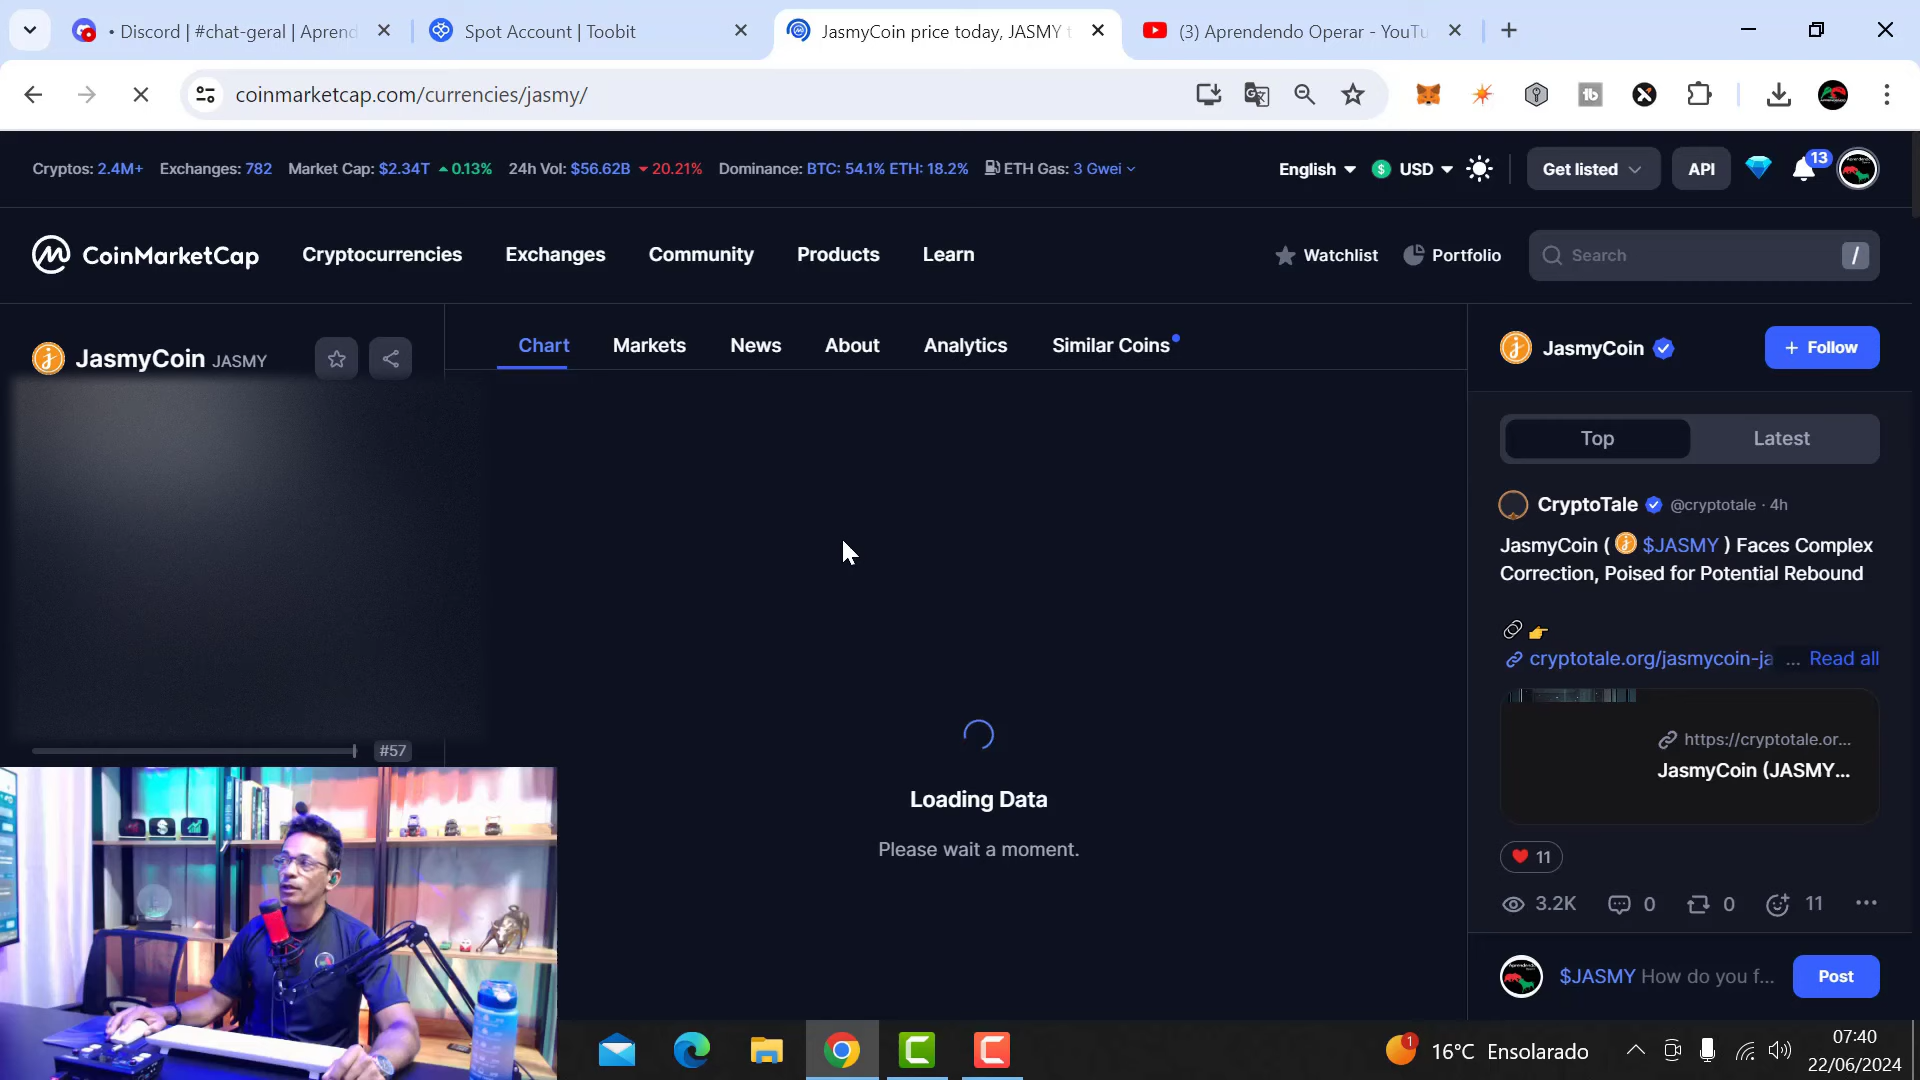 • Discord | #chat-geral | Aprend
Spot Account | Toobit
JasmyCoin price today, JASMY t
(3) Aprendendo Operar - YouTu
coinmarketcap.com/currencies/jasmy/
Cryptos: 2.4M+ Exchanges: 782 Market Cap: $2.34T 0.13% 24h Vol: $56.62B 20.21% Dominance: BTC: 54.1% ETH: 18.2% ETH Gas: 3 Gwei
English USD Get listed API 13
CoinMarketCap Cryptocurrencies Exchanges Community Products Learn Watchlist Portfolio Search /
JasmyCoin JASMY
Chart Markets News About Analytics Similar Coins
#57
Loading Data
Please wait a moment.
JasmyCoin + Follow
Top Latest
CryptoTale @cryptotale · 4h
JasmyCoin ( $JASMY ) Faces Complex
Correction, Poised for Potential Rebound
cryptotale.org/jasmycoin-ja ... Read all
https://cryptotale.or...
JasmyCoin (JASMY...
11
3.2K 0 0 11
$JASMY How do you f... Post
1 16°C Ensolarado
07:40
22/06/2024